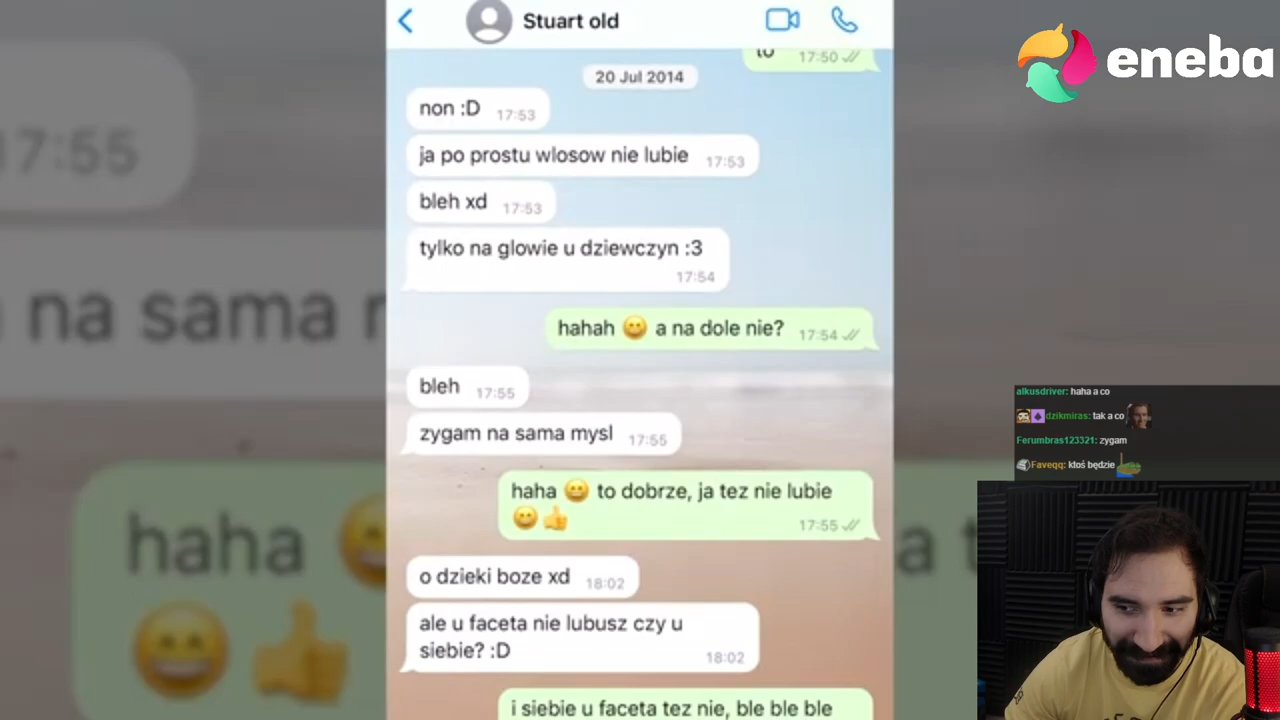 Stuart old
to 17:50
20 Jul 2014
non :D 17:53
ja po prostu wlosow nie lubie 17:53
bleh xd 17:53
tylko na glowie u dziewczyn :3
17:54
hahah 😀 a na dole nie? 17:54
bleh 17:55
zygam na sama mysl 17:55
haha 😀 to dobrze, ja tez nie lubie
😀👍 17:55
o dzieki boze xd 18:02
ale u faceta nie lubusz czy u
siebie? :D 18:02
i siebie u faceta tez nie, ble ble ble
17:55
na sama
haha
eneba
alkusdriver: haha a co
dzikmiras: tak a co
Ferumbras123321: zygam
Faveqq: ktoś będzie